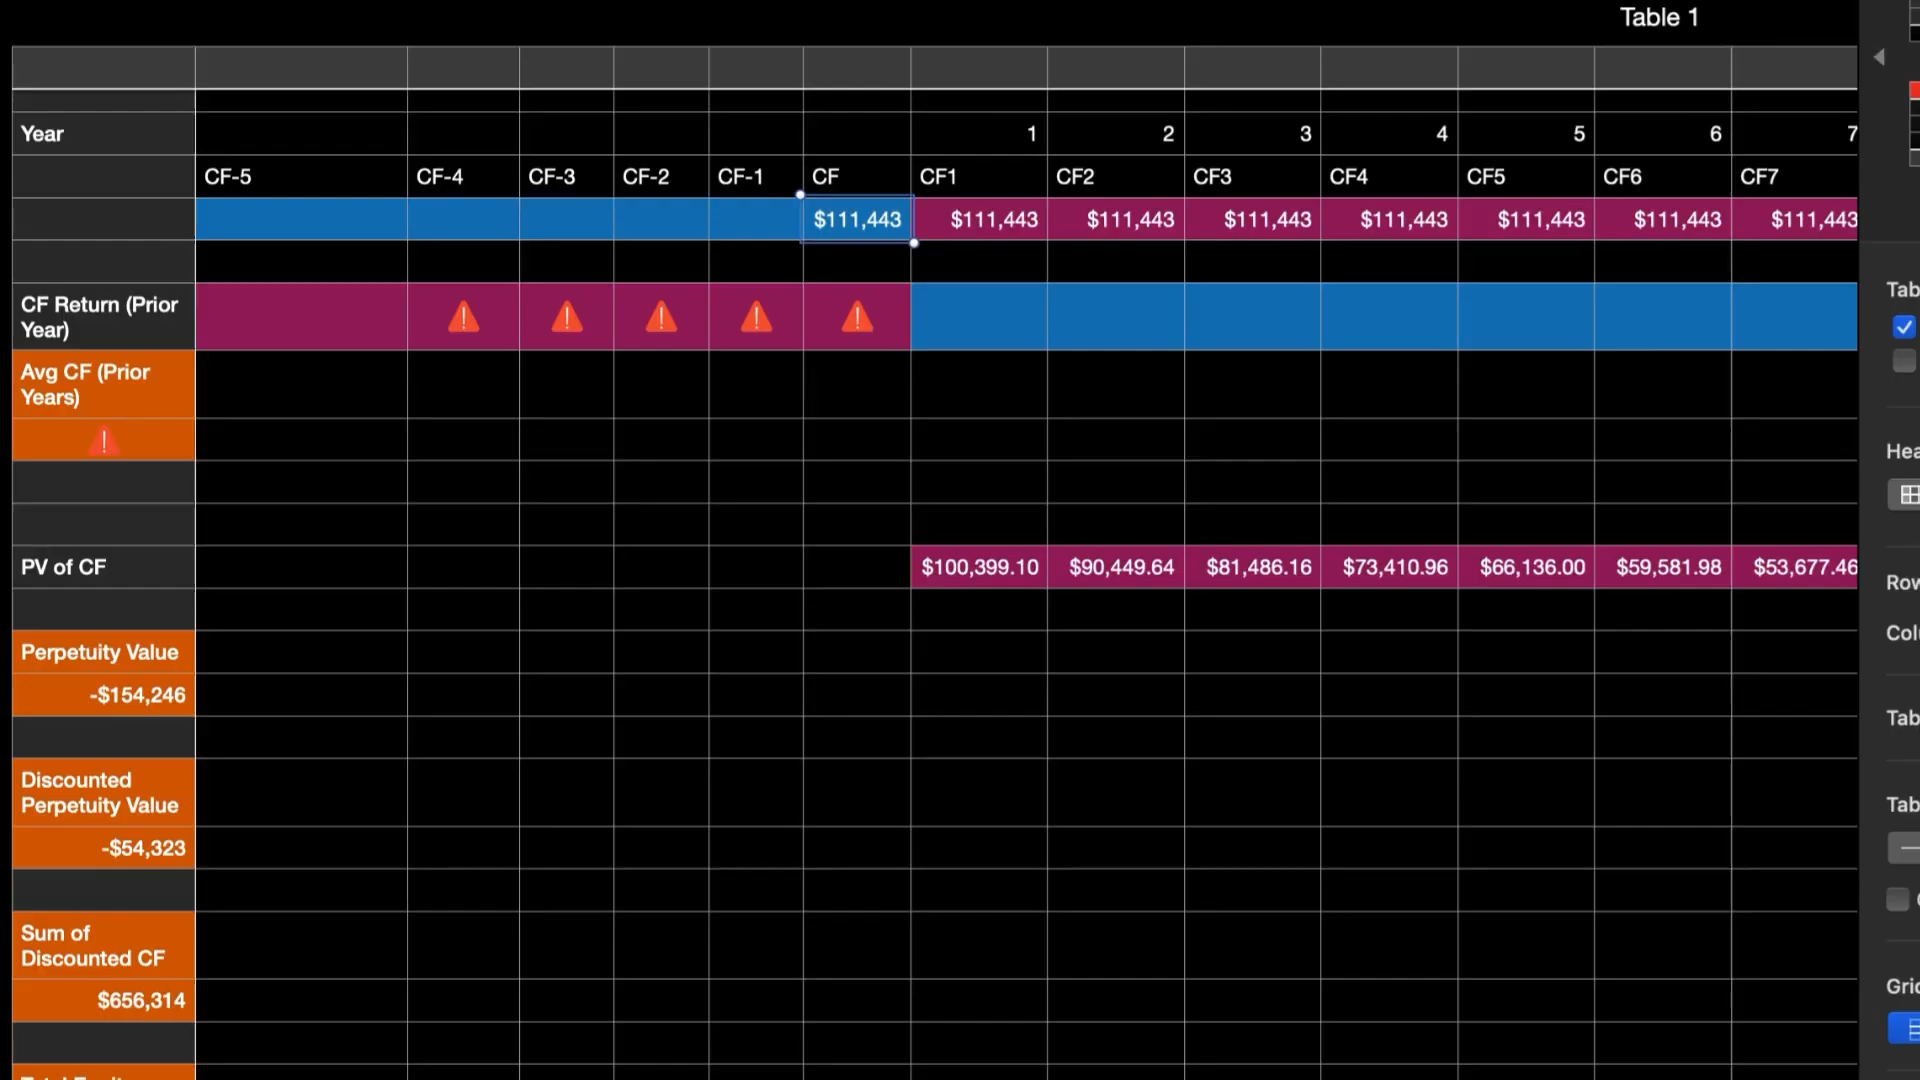 Table 1
Year 1 2 3 4 5 6 7
CF-5 CF-4 CF-3 CF-2 CF-1 CF CF1 CF2 CF3 CF4 CF5 CF6 CF7
$111,443 $111,443 $111,443 $111,443 $111,443 $111,443 $111,443 $111,443
CF Return (Prior
Year)
Avg CF (Prior
Years)
PV of CF $100,399.10 $90,449.64 $81,486.16 $73,410.96 $66,136.00 $59,581.98 $53,677.46
Perpetuity Value
-$154,246
Discounted
Perpetuity Value
-$54,323
Sum of
Discounted CF
$656,314
Tab
Hea
Row
Colu
Tab
Tab
Grid